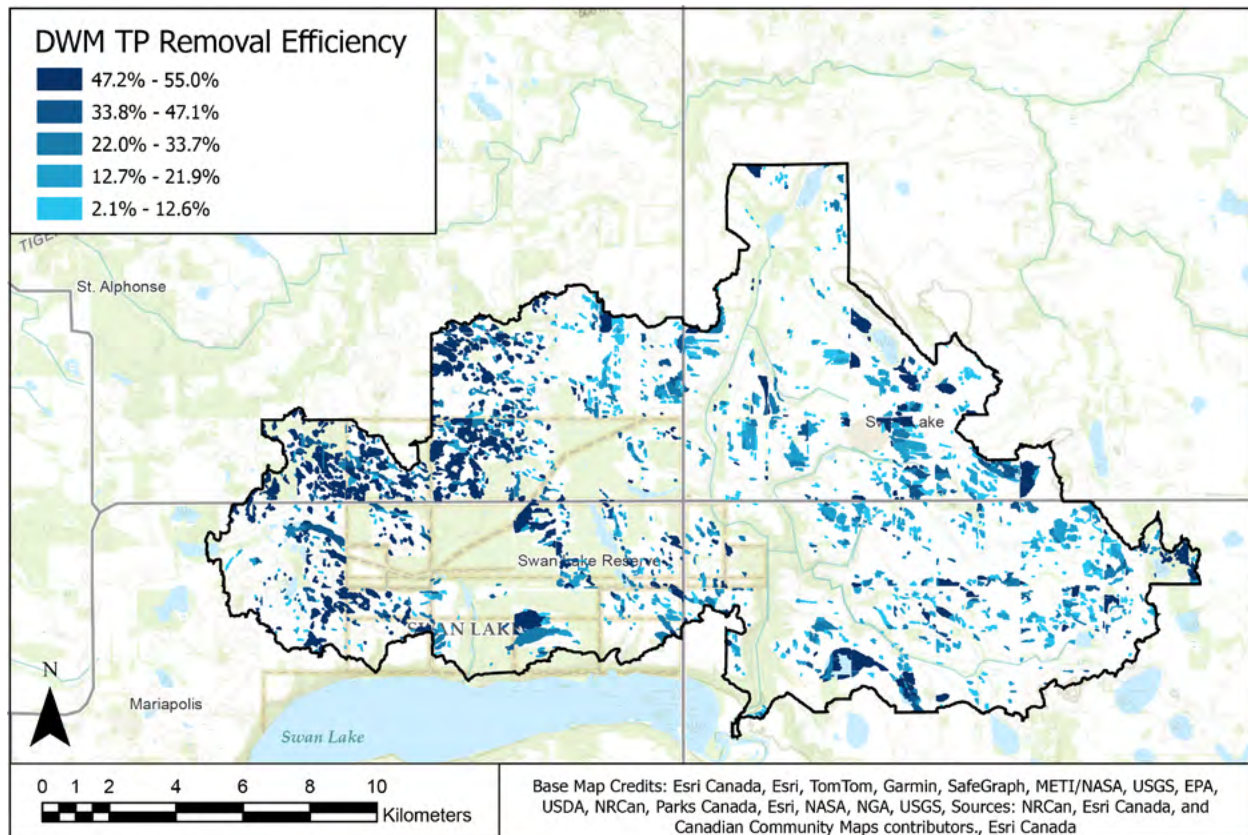 DWM TP Removal Efficiency
47.2% - 55.0%
33.8% - 47.1%
22.0% - 33.7%
12.7% - 21.9%
2.1% - 12.6%
TIGER
St. Alphonse
Lake
Swan Lake Reserve
SWAN LAKE
N
Mariapolis
Swan Lake
0 1 2 4 6 8 10
Kilometers
Base Map Credits: Esri Canada, Esri, TomTom, Garmin, SafeGraph, METI/NASA, USGS, EPA,
USDA, NRCan, Parks Canada, Esri, NASA, NGA, USGS, Sources: NRCan, Esri Canada, and
Canadian Community Maps contributors., Esri Canada